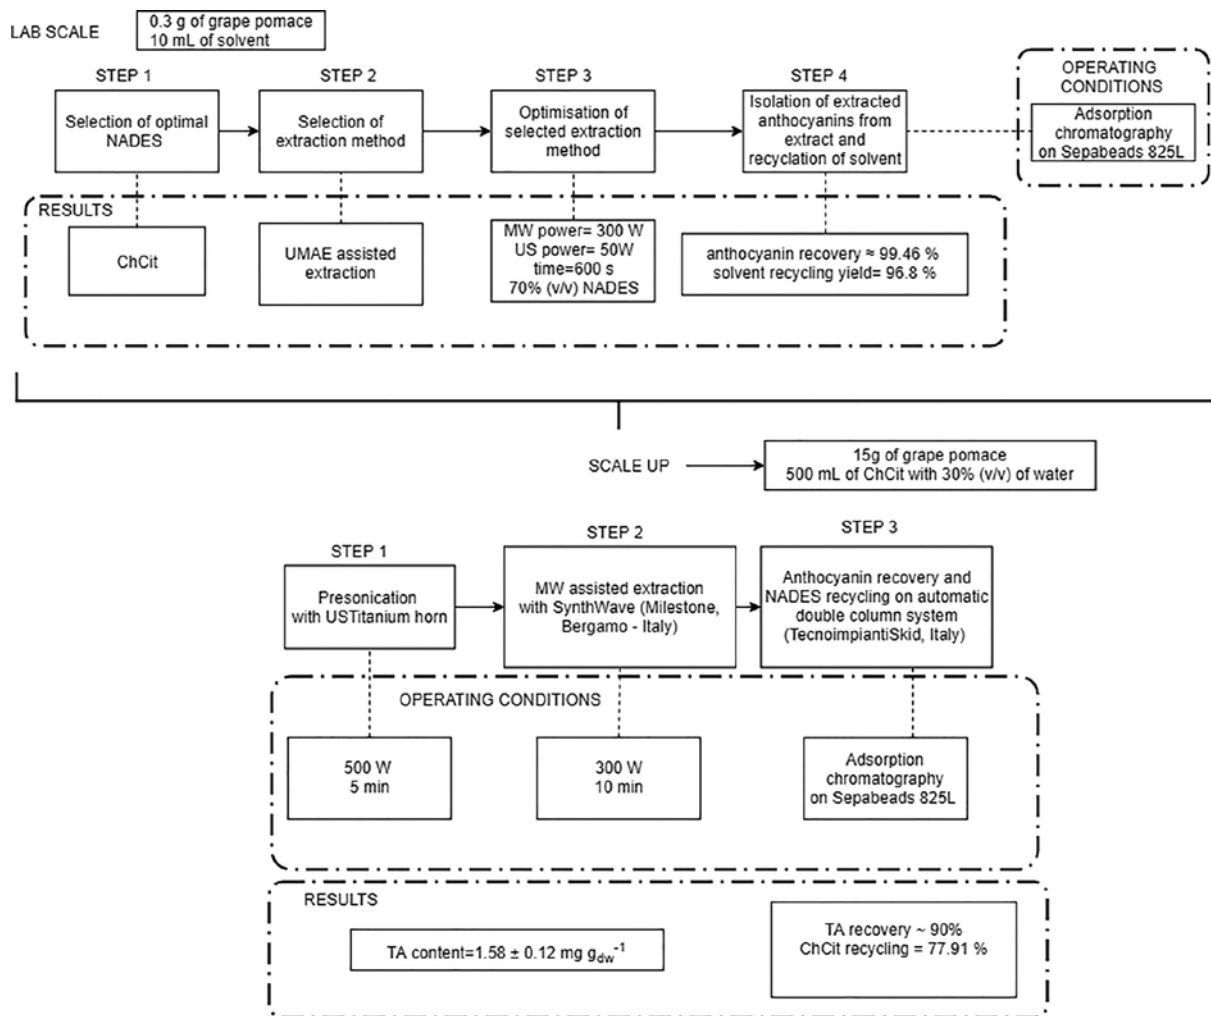 LAB SCALE
0.3 g of grape pomace
10 mL of solvent
STEP 1
Selection of optimal
NADES
STEP 2
Selection of
extraction method
STEP 3
Optimisation of
selected extraction
method
STEP 4
Isolation of extracted
anthocyanins from
extract and
recyclation of solvent
OPERATING
CONDITIONS
Adsorption
chromatography
on Sepabeads 825L
RESULTS
ChCit
UMAE assisted
extraction
MW power= 300 W
US power= 50W
time=600 s
70% (v/v) NADES
anthocyanin recovery ≈ 99.46 %
solvent recycling yield= 96.8 %
SCALE UP
15g of grape pomace
500 mL of ChCit with 30% (v/v) of water
STEP 1
Presonication
with USTitanium horn
STEP 2
MW assisted extraction
with SynthWave (Milestone,
Bergamo - Italy)
STEP 3
Anthocyanin recovery and
NADES recycling on automatic
double column system
(TecnoimpiantiSkid, Italy)
OPERATING CONDITIONS
500 W
5 min
300 W
10 min
Adsorption
chromatography
on Sepabeads 825L
RESULTS
TA content=1.58 ± 0.12 mg g_dw⁻¹
TA recovery ~ 90%
ChCit recycling = 77.91 %